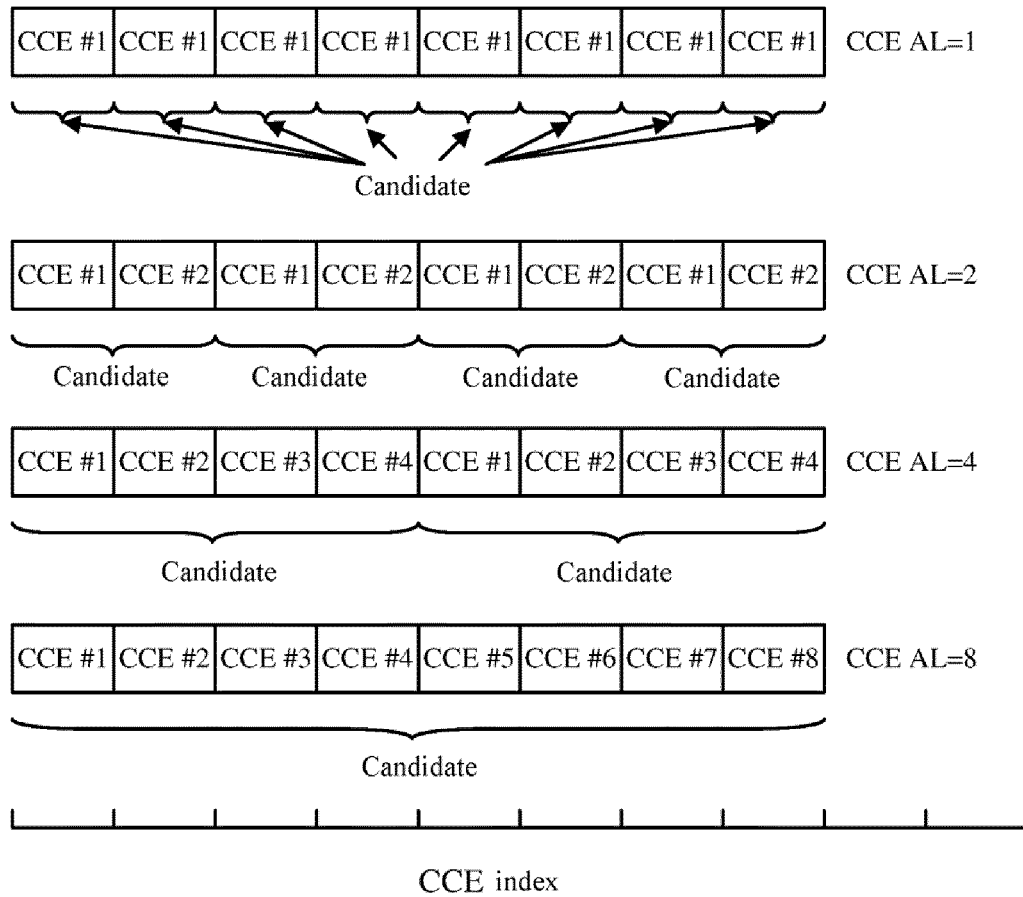 CCE #1 CCE #1 CCE #1 CCE #1 CCE #1 CCE #1 CCE #1 CCE #1 CCE AL=1
Candidate
CCE #1 CCE #2 CCE #1 CCE #2 CCE #1 CCE #2 CCE #1 CCE #2 CCE AL=2
Candidate Candidate Candidate Candidate
CCE #1 CCE #2 CCE #3 CCE #4 CCE #1 CCE #2 CCE #3 CCE #4 CCE AL=4
Candidate Candidate
CCE #1 CCE #2 CCE #3 CCE #4 CCE #5 CCE #6 CCE #7 CCE #8 CCE AL=8
Candidate
CCE index